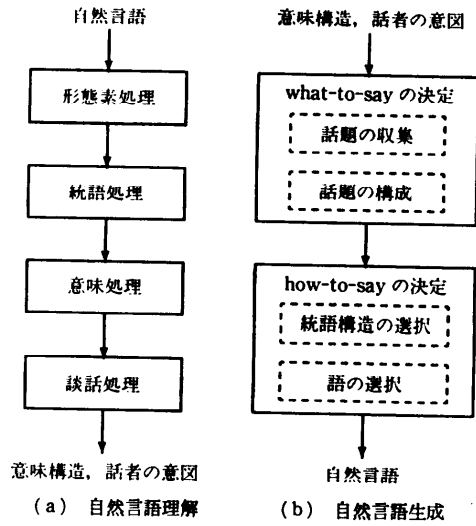 自然言語
形態素処理
統語処理
意味処理
談話処理
意味構造，話者の意図
(a) 自然言語理解
意味構造，話者の意図
what-to-say の決定
話題の収集
話題の構成
how-to-say の決定
統語構造の選択
語の選択
自然言語
(b) 自然言語生成